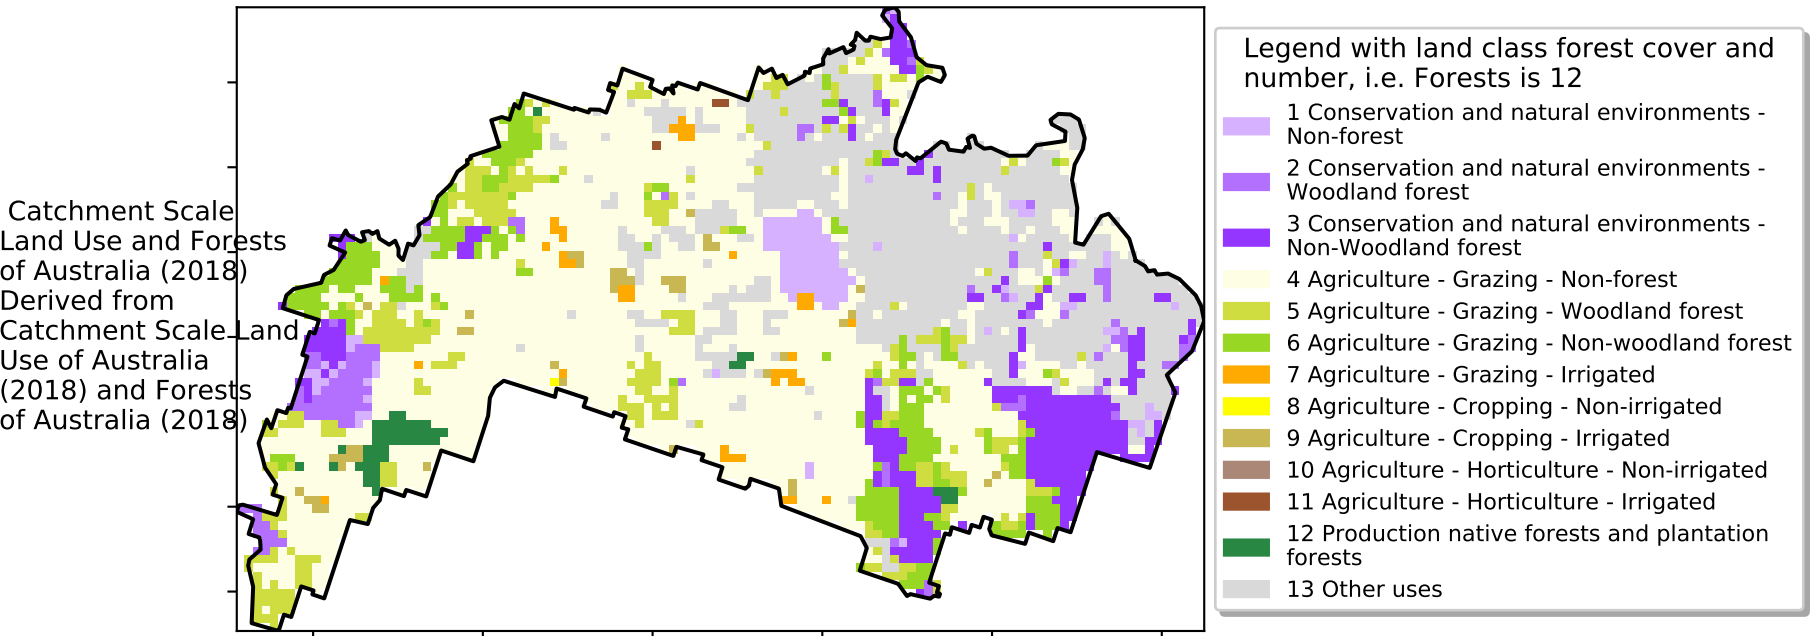 Catchment Scale
Land Use and Forests
of Australia (2018)
Derived from
Catchment Scale Land
Use of Australia
(2018) and Forests
of Australia (2018)
Legend with land class forest cover and
number, i.e. Forests is 12
1 Conservation and natural environments -
Non-forest
2 Conservation and natural environments -
Woodland forest
3 Conservation and natural environments -
Non-Woodland forest
4 Agriculture - Grazing - Non-forest
5 Agriculture - Grazing - Woodland forest
6 Agriculture - Grazing - Non-woodland forest
7 Agriculture - Grazing - Irrigated
8 Agriculture - Cropping - Non-irrigated
9 Agriculture - Cropping - Irrigated
10 Agriculture - Horticulture - Non-irrigated
11 Agriculture - Horticulture - Irrigated
12 Production native forests and plantation
forests
13 Other uses